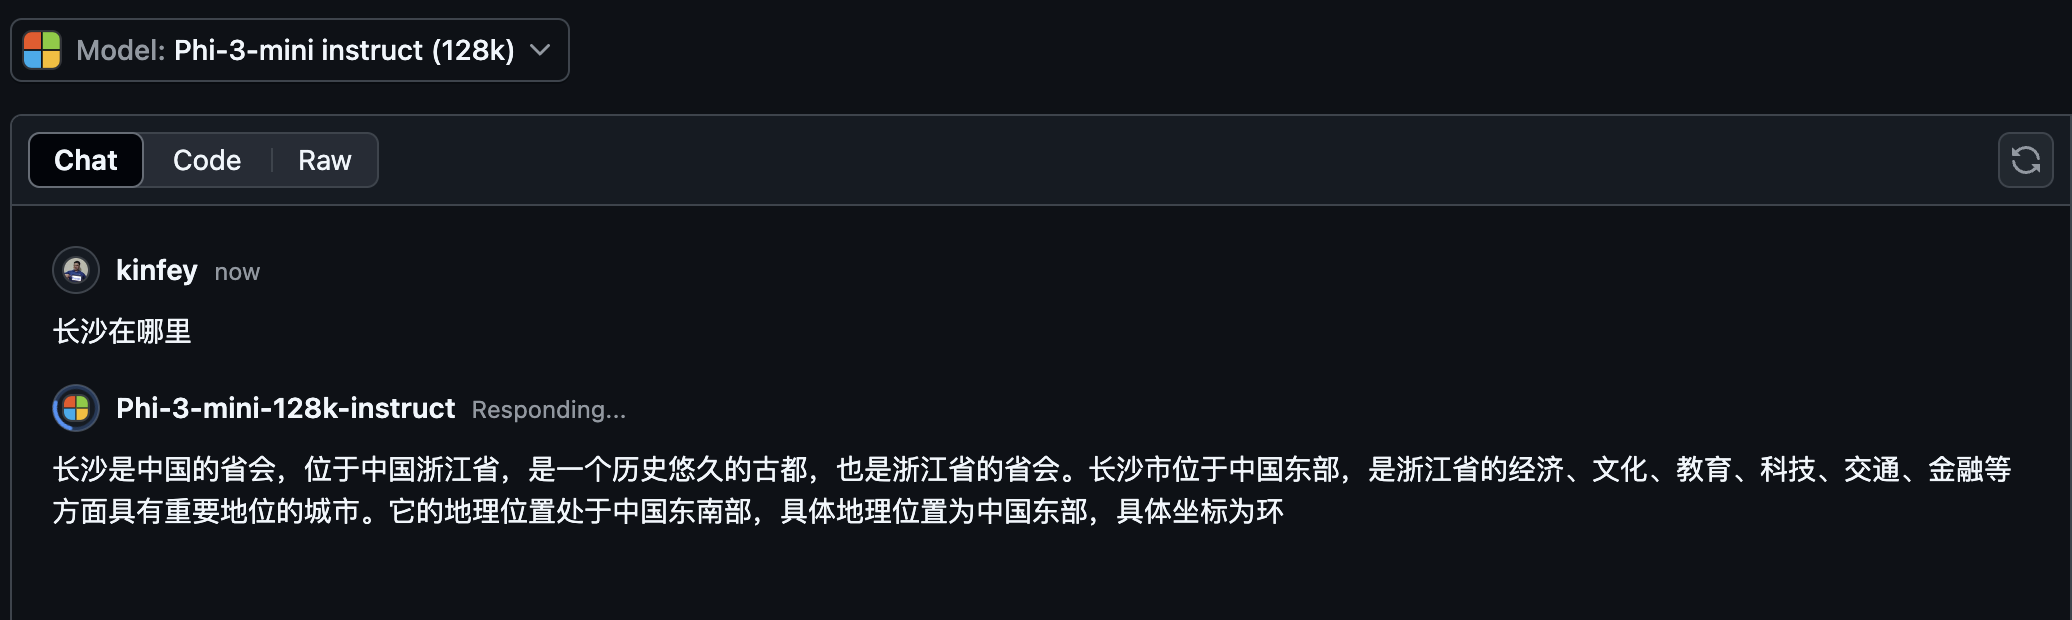 Model: Phi-3-mini instruct (128k)
Chat
Code
Raw
kinfey now
长沙在哪里
Phi-3-mini-128k-instruct Responding...
长沙是中国的省会，位于中国浙江省，是一个历史悠久的古都，也是浙江省的省会。长沙市位于中国东部，是浙江省的经济、文化、教育、科技、交通、金融等
方面具有重要地位的城市。它的地理位置处于中国东南部，具体地理位置为中国东部，具体坐标为环